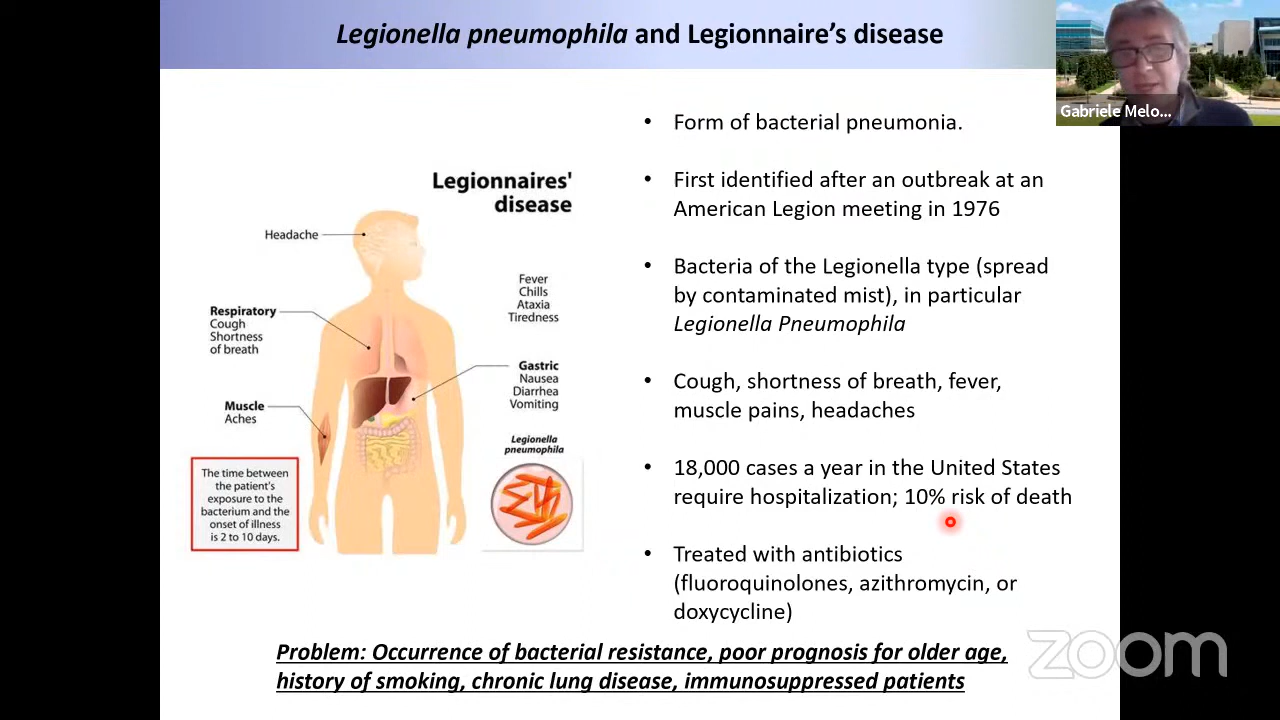 Legionella pneumophila and Legionnaire’s disease
Gabriele Melo...
• Form of bacterial pneumonia.
• First identified after an outbreak at an
American Legion meeting in 1976
• Bacteria of the Legionella type (spread
by contaminated mist), in particular
Legionella Pneumophila
• Cough, shortness of breath, fever,
muscle pains, headaches
• 18,000 cases a year in the United States
require hospitalization; 10% risk of death
• Treated with antibiotics
(fluoroquinolones, azithromycin, or
doxycycline)
Legionnaires'
disease
Headache
Fever
Chills
Ataxia
Tiredness
Respiratory
Cough
Shortness
of breath
Gastric
Nausea
Diarrhea
Vomiting
Muscle
Aches
Legionella
pneumophila
The time between
the patient's
exposure to the
bacterium and the
onset of illness
is 2 to 10 days.
Problem: Occurrence of bacterial resistance, poor prognosis for older age,
history of smoking, chronic lung disease, immunosuppressed patients
zoom